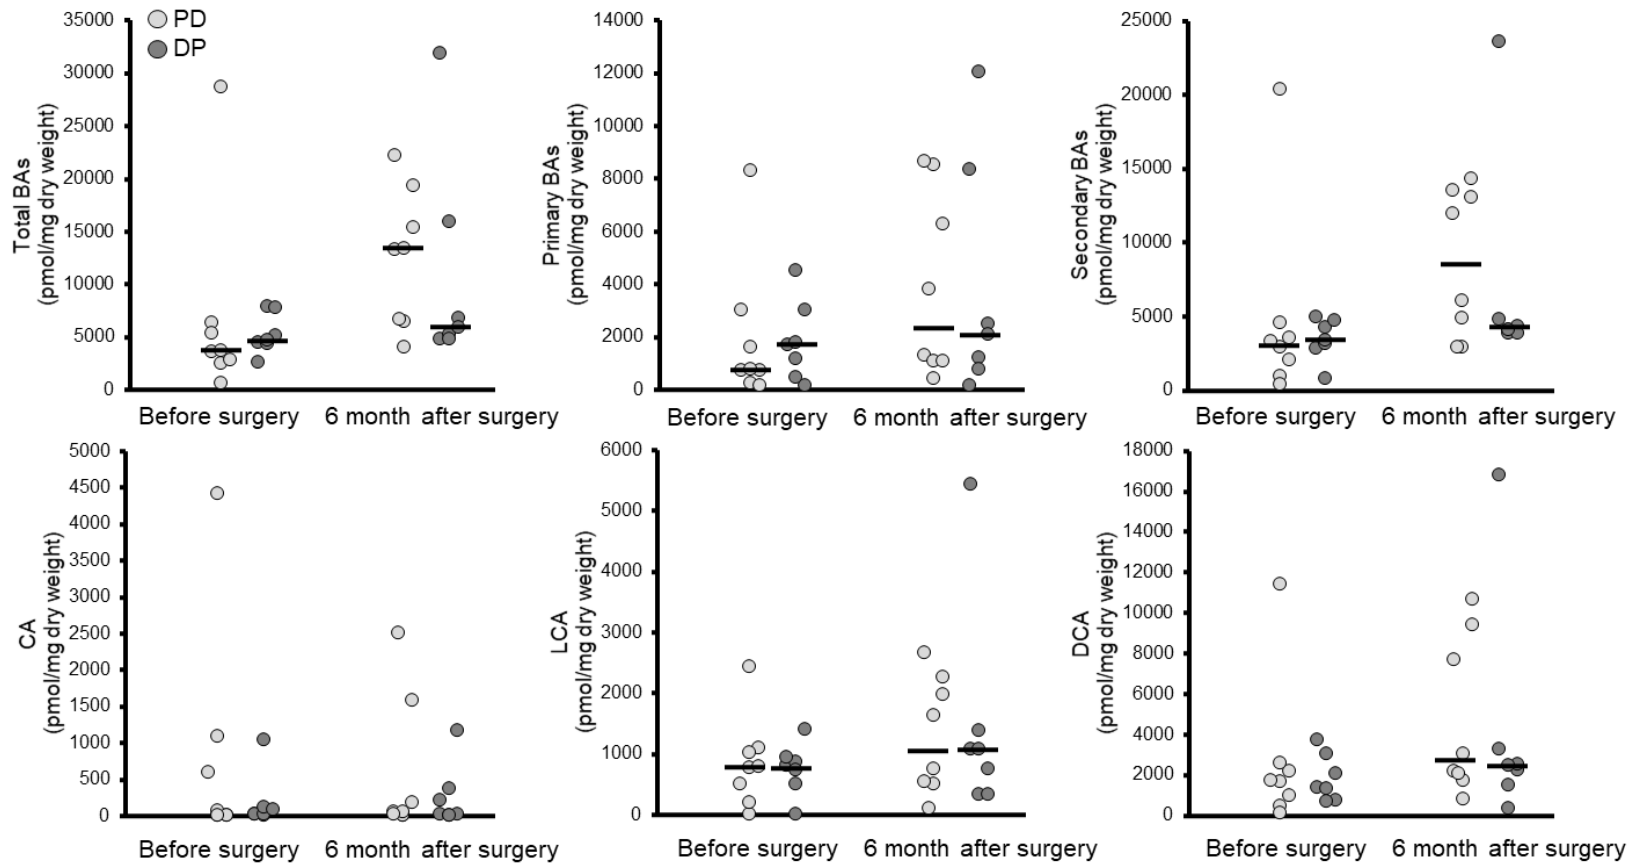 PD
DP
Total BAs
(pmol/mg dry weight)
35000
30000
25000
20000
15000
10000
5000
0
Before surgery 6 month after surgery
Primary BAs
(pmol/mg dry weight)
14000
12000
10000
8000
6000
4000
2000
0
Before surgery 6 month after surgery
Secondary BAs
(pmol/mg dry weight)
25000
20000
15000
10000
5000
0
Before surgery 6 month after surgery
CA
(pmol/mg dry weight)
5000
4500
4000
3500
3000
2500
2000
1500
1000
500
0
Before surgery 6 month after surgery
LCA
(pmol/mg dry weight)
6000
5000
4000
3000
2000
1000
0
Before surgery 6 month after surgery
DCA
(pmol/mg dry weight)
18000
16000
14000
12000
10000
8000
6000
4000
2000
0
Before surgery 6 month after surgery